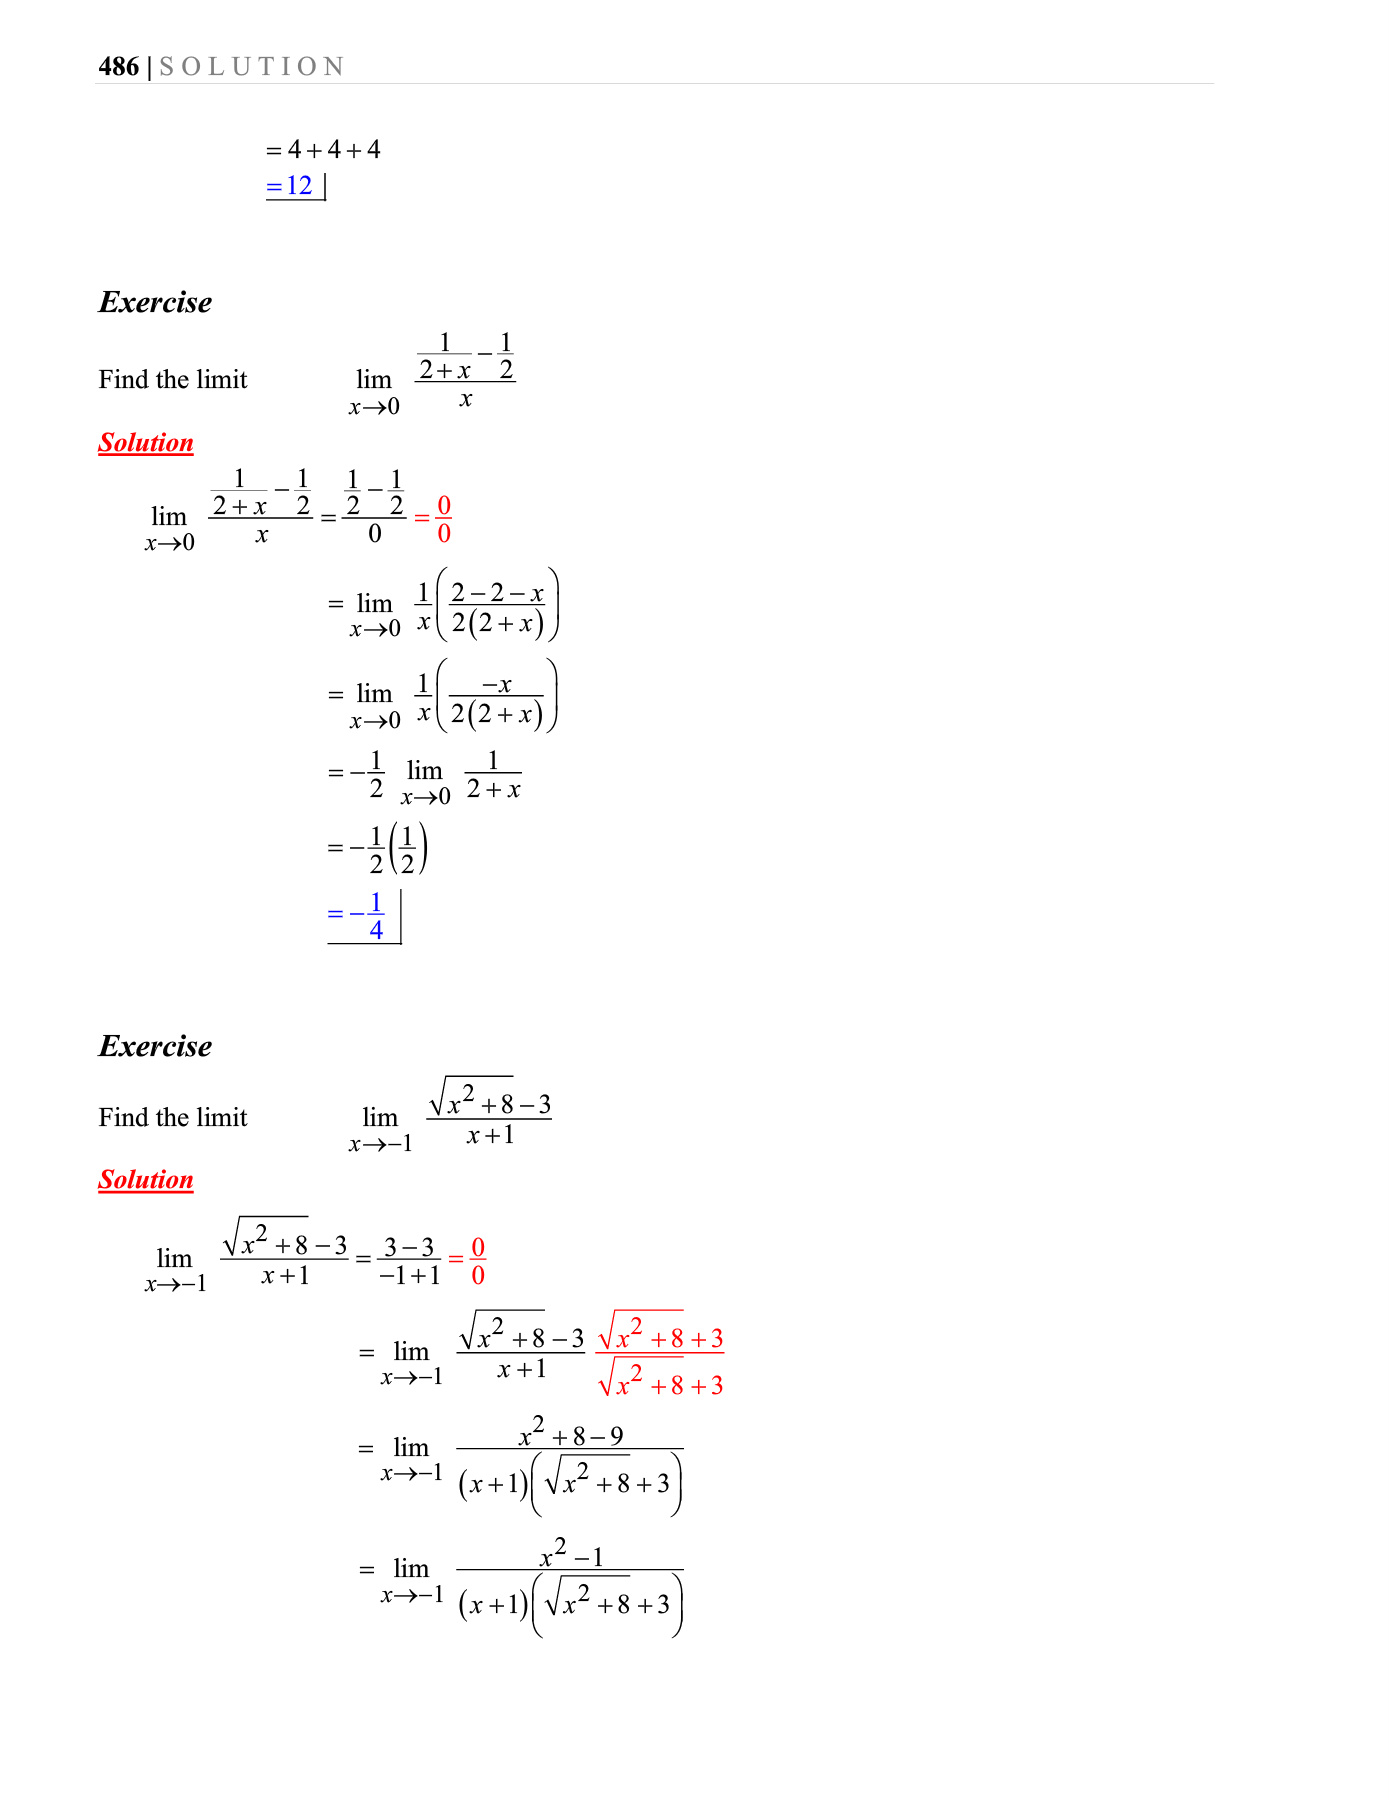 486 | S O L U T I O N
= 4 + 4 + 4
= 12
Exercise
Find the limit $\lim_{x \to 0} \frac{\frac{1}{2+x} - \frac{1}{2}}{x}$
Solution
$\lim_{x \to 0} \frac{\frac{1}{2+x} - \frac{1}{2}}{x} = \frac{\frac{1}{2} - \frac{1}{2}}{0} = \frac{0}{0}$
$= \lim_{x \to 0} \frac{1}{x} \left( \frac{2-2-x}{2(2+x)} \right)$
$= \lim_{x \to 0} \frac{1}{x} \left( \frac{-x}{2(2+x)} \right)$
$= -\frac{1}{2} \lim_{x \to 0} \frac{1}{2+x}$
$= -\frac{1}{2} \left( \frac{1}{2} \right)$
$= -\frac{1}{4}$
Exercise
Find the limit $\lim_{x \to -1} \frac{\sqrt{x^2+8} - 3}{x+1}$
Solution
$\lim_{x \to -1} \frac{\sqrt{x^2+8} - 3}{x+1} = \frac{3-3}{-1+1} = \frac{0}{0}$
$= \lim_{x \to -1} \frac{\sqrt{x^2+8} - 3}{x+1} \frac{\sqrt{x^2+8} + 3}{\sqrt{x^2+8} + 3}$
$= \lim_{x \to -1} \frac{x^2+8-9}{(x+1)\left(\sqrt{x^2+8} + 3\right)}$
$= \lim_{x \to -1} \frac{x^2-1}{(x+1)\left(\sqrt{x^2+8} + 3\right)}$